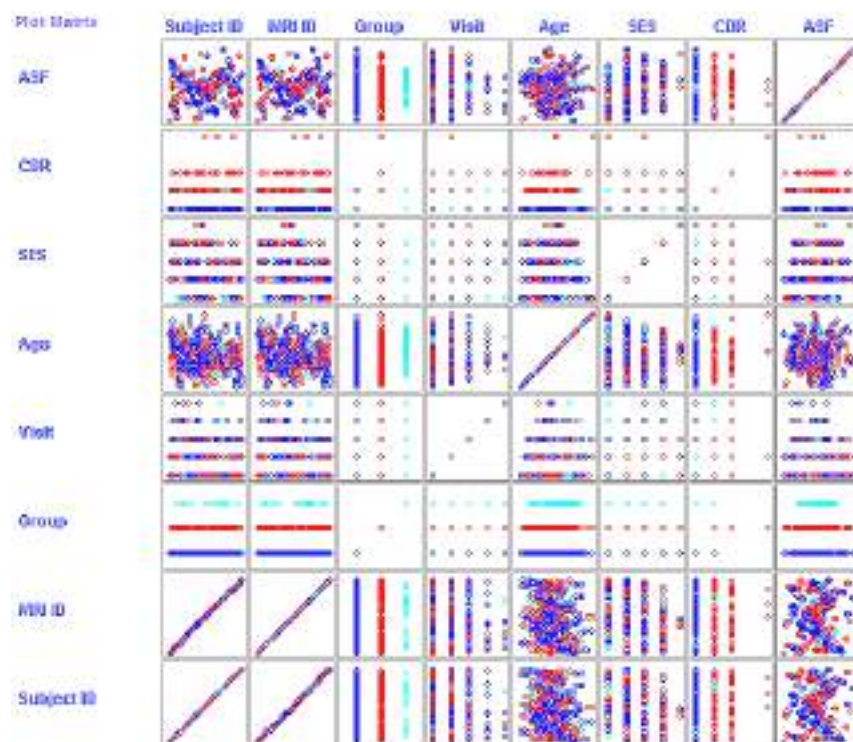 Plot Matrix
Subject ID MRI ID Group Visit Age SES CDR ASF
ASF
CDR
SES
Age
Visit
Group
MRI ID
Subject ID